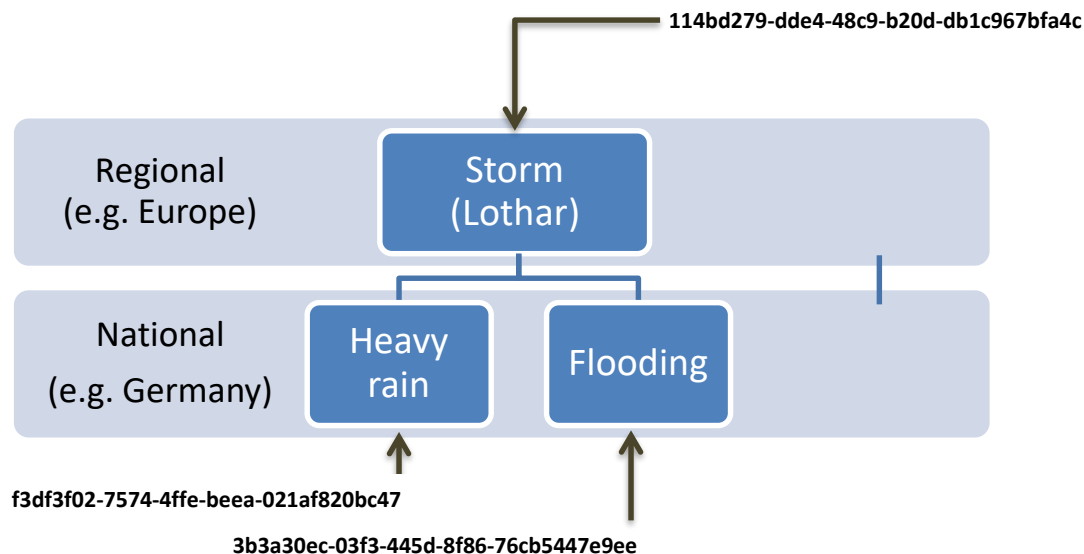 114bd279-dde4-48c9-b20d-db1c967bfa4c
Regional
(e.g. Europe)
Storm
(Lothar)
National
(e.g. Germany)
Heavy
rain
Flooding
f3df3f02-7574-4ffe-beea-021af820bc47
3b3a30ec-03f3-445d-8f86-76cb5447e9ee